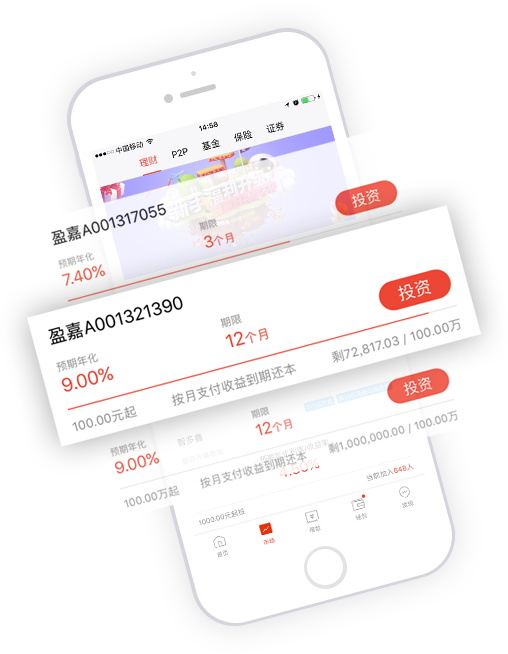 中国移动
14:58
理财 P2P 基金 保险 证券
盈嘉A001317055
预期年化
7.40%
期限
3个月
投资
盈嘉A001321390
预期年化
9.00%
期限
12个月
投资
100.00元起
按月支付收益到期还本
剩72,817.03 / 100.00万
预期年化
9.00%
智多鱼
期限
12个月
投资
100.00万起
按月支付收益到期还本
剩1,000,000.00 / 100.00万
1000.00元起投
当前加入848人
首页
市场
发现